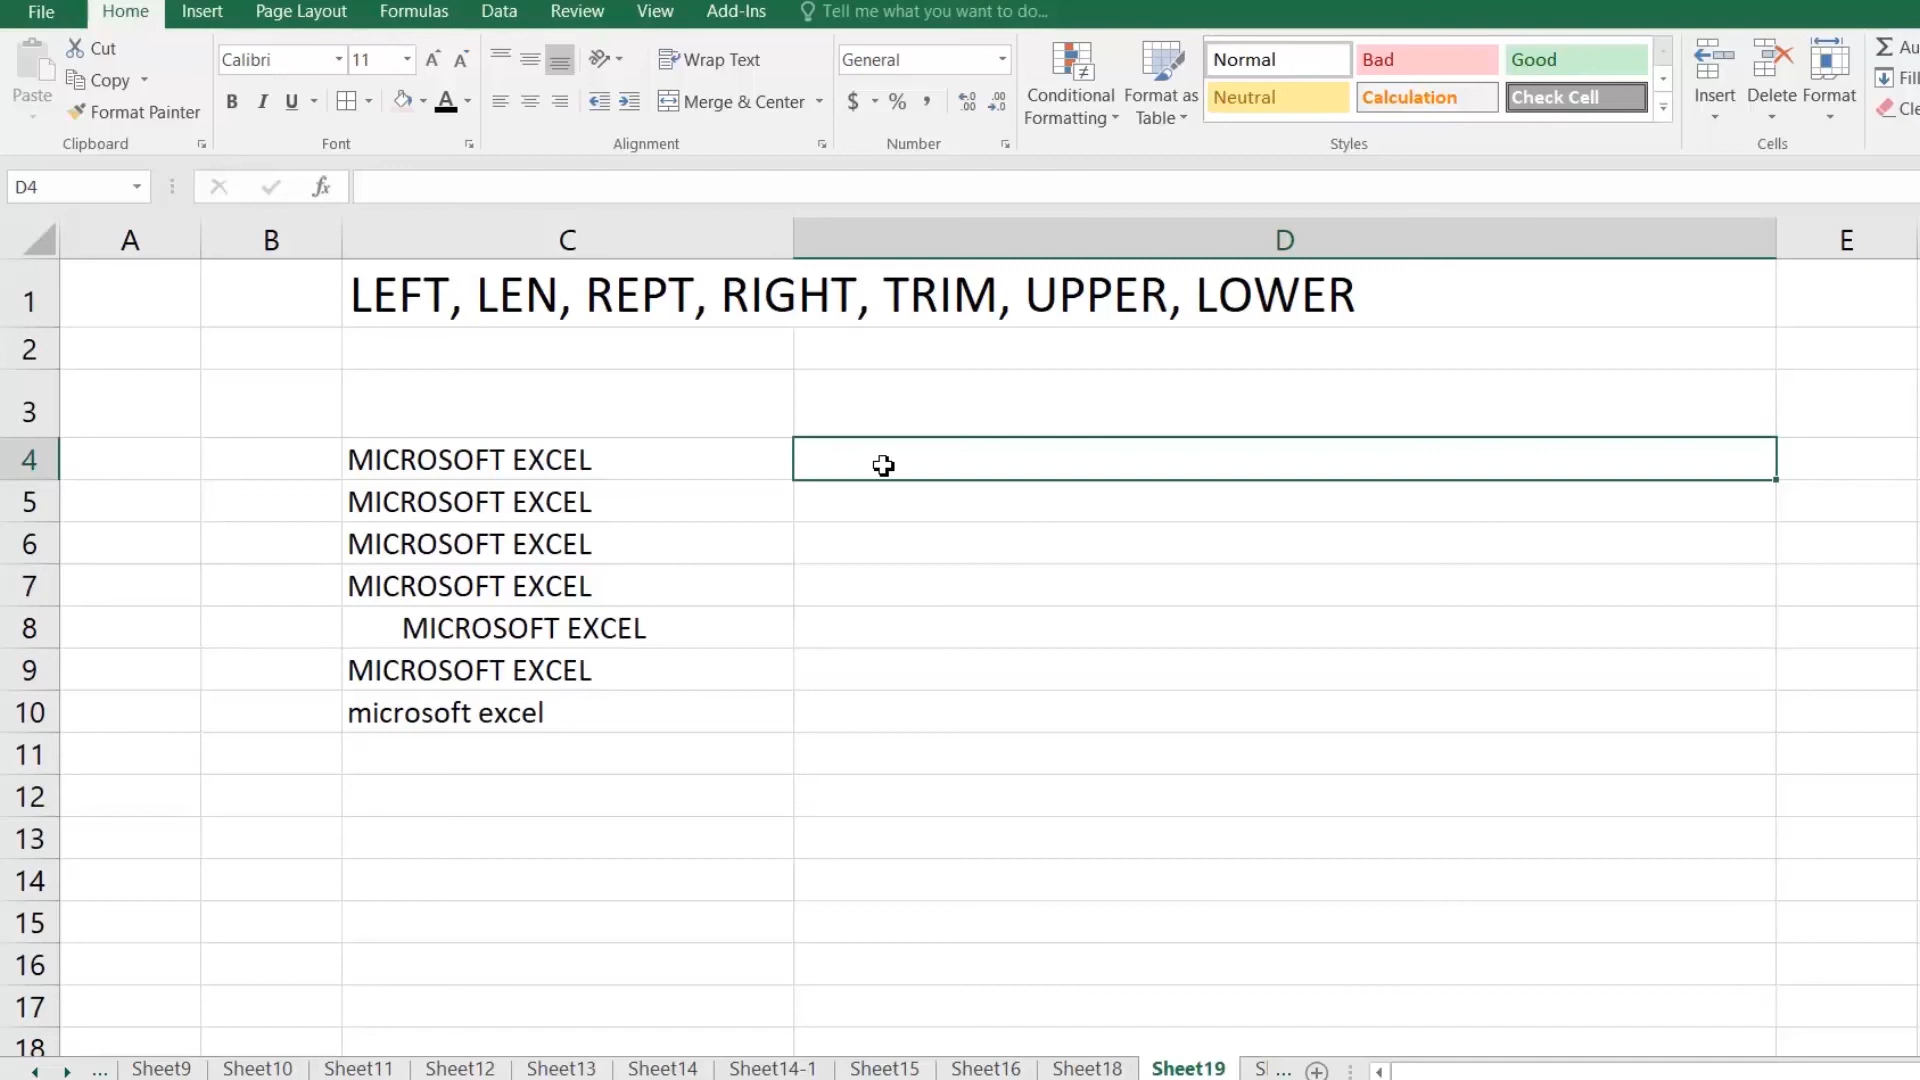 File Home Insert Page Layout Formulas Data Review View Add-Ins Tell me what you want to do...
Cut
Copy
Format Painter
Paste
Clipboard
Calibri 11
B I U A
Font
Wrap Text
Merge & Center
Alignment
General
$ % ,
Number
Conditional Formatting
Format as Table
Normal Bad Good
Neutral Calculation Check Cell
Styles
Insert Delete Format
Cells
Σ Au
Fill
Cle
D4 fx
A B C D E
1 LEFT, LEN, REPT, RIGHT, TRIM, UPPER, LOWER
2
3
4 MICROSOFT EXCEL
5 MICROSOFT EXCEL
6 MICROSOFT EXCEL
7 MICROSOFT EXCEL
8 MICROSOFT EXCEL
9 MICROSOFT EXCEL
10 microsoft excel
11
12
13
14
15
16
17
18
... Sheet9 Sheet10 Sheet11 Sheet12 Sheet13 Sheet14 Sheet14-1 Sheet15 Sheet16 Sheet18 Sheet19 ...